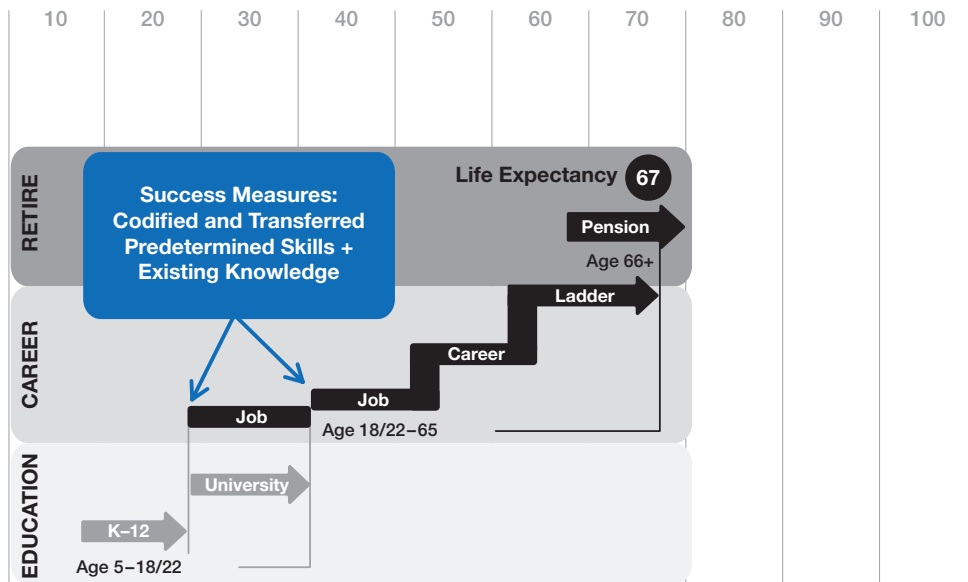 10 20 30 40 50 60 70 80 90 100
RETIRE
Success Measures:
Codified and Transferred
Predetermined Skills +
Existing Knowledge
Life Expectancy 67
Pension
Age 66+
CAREER
Ladder
Career
Job
Job
Age 18/22–65
EDUCATION
University
K–12
Age 5–18/22